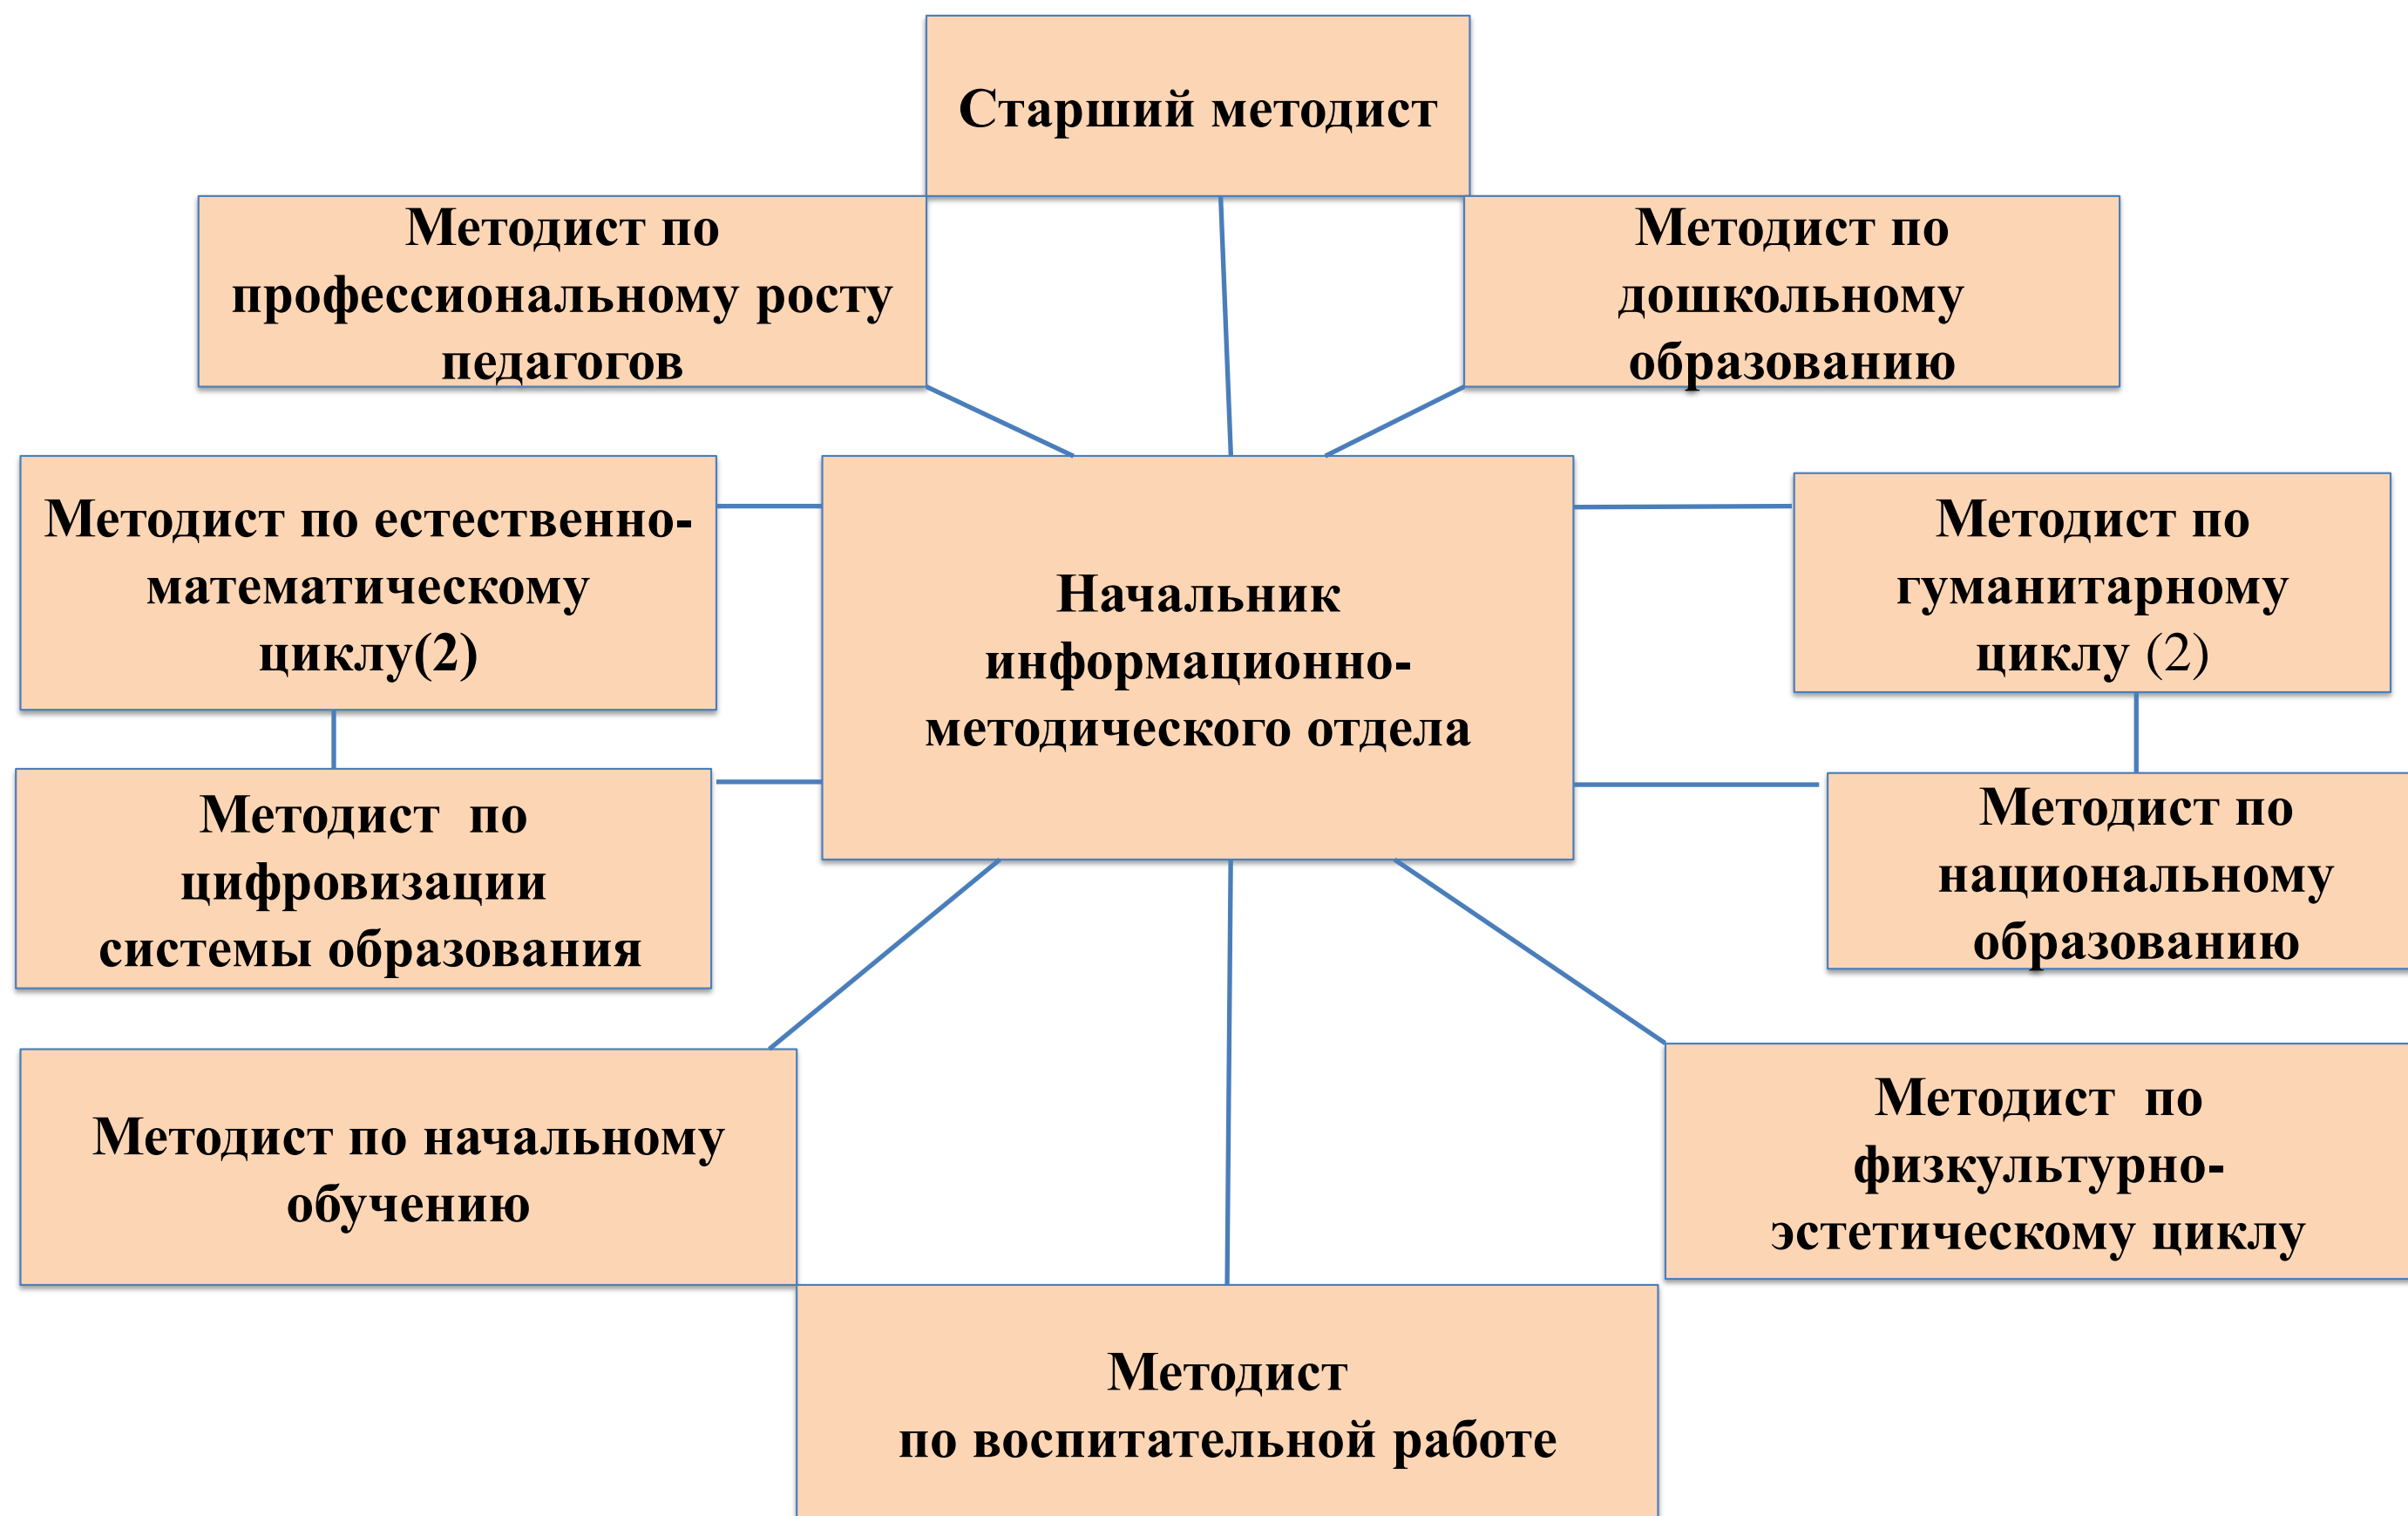 Старший методист
Методист по
профессиональному росту
педагогов
Методист по
дошкольному
образованию
Методист по естественно-
математическому
циклу(2)
Начальник
информационно-
методического отдела
Методист по
гуманитарному
циклу (2)
Методист  по
цифровизации
системы образования
Методист по
национальному
образованию
Методист по начальному
обучению
Методист  по
физкультурно-
эстетическому циклу
Методист
по воспитательной работе